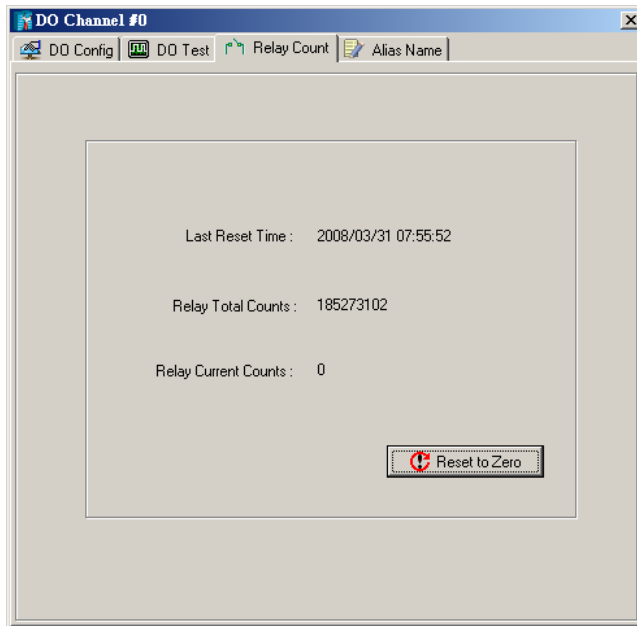 DO Channel #0
DO Config DO Test Relay Count Alias Name
Last Reset Time : 2008/03/31 07:55:52
Relay Total Counts : 185273102
Relay Current Counts : 0
Reset to Zero